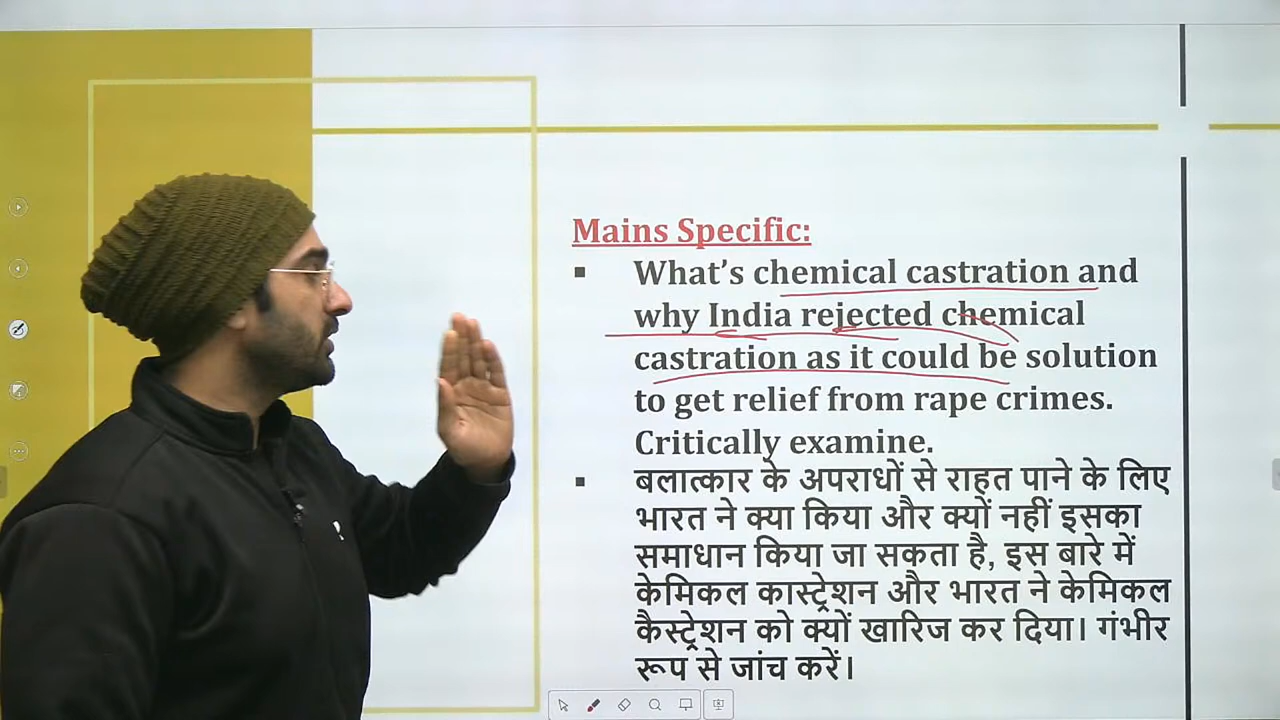 Mains Specific:
What's chemical castration and
why India rejected chemical
castration as it could be solution
to get relief from rape crimes.
Critically examine.
बलात्कार के अपराधों से राहत पाने के लिए
भारत ने क्या किया और क्यों नहीं इसका
समाधान किया जा सकता है, इस बारे में
केमिकल कास्ट्रेशन और भारत ने केमिकल
कैस्ट्रेशन को क्यों खारिज कर दिया। गंभीर
रूप से जांच करें।